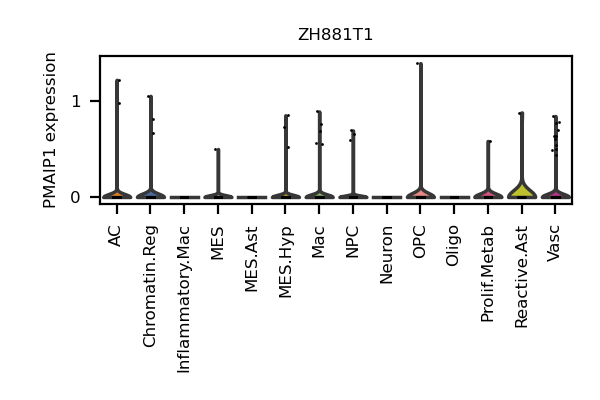 ZH881T1
PMAIP1 expression
1
0
AC
Chromatin.Reg
Inflammatory.Mac
MES
MES.Ast
MES.Hyp
Mac
NPC
Neuron
OPC
Oligo
Prolif.Metab
Reactive.Ast
Vasc